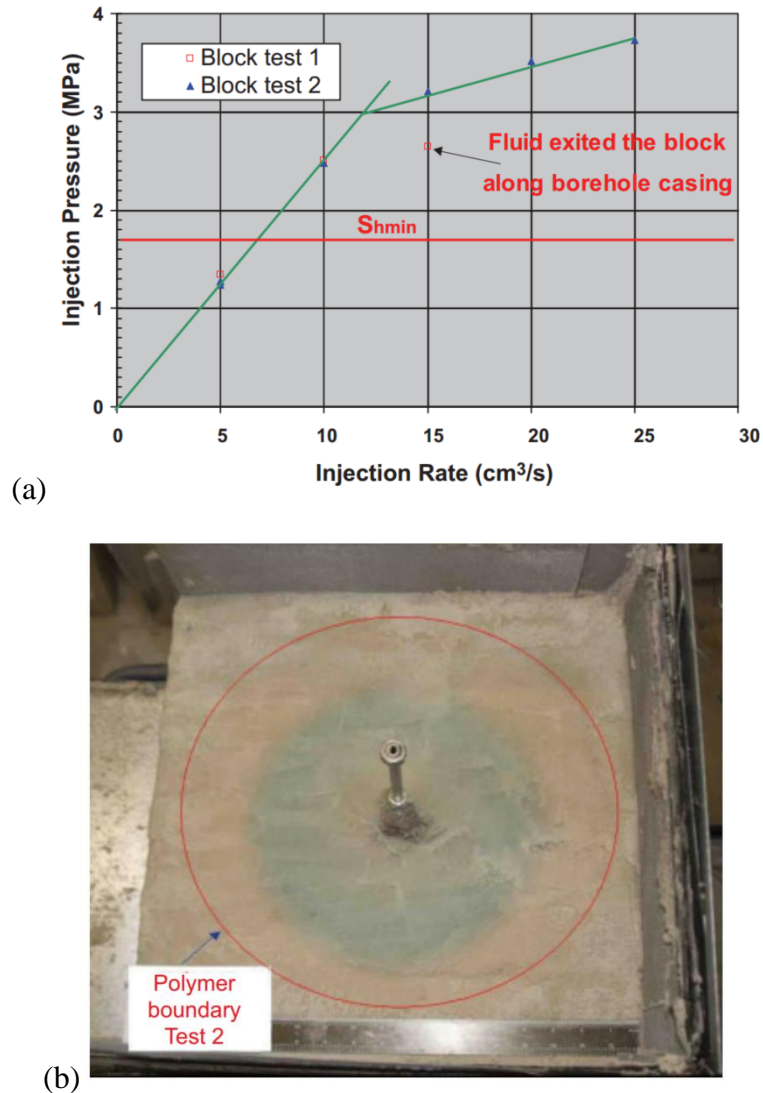 4
Block test 1
Block test 2
3
Fluid exited the block
along borehole casing
2
Shmin
1
0
0 5 10 15 20 25 30
Injection Pressure (MPa)
Injection Rate (cm³/s)
(a)
Polymer
boundary
Test 2
(b)